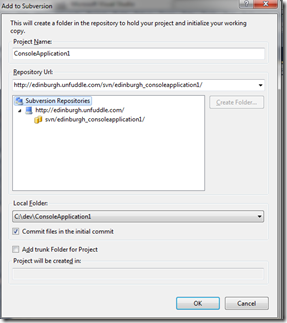 Add to Subversion
This will create a folder in the repository to hold your project and initialize your working
copy.
Project Name:
ConsoleApplication1
Repository Url:
http://edinburgh.unfuddle.com/svn/edinburgh_consoleapplication1/
Subversion Repositories
Create Folder...
http://edinburgh.unfuddle.com/
svn/edinburgh_consoleapplication1/
Local Folder:
C:\dev\ConsoleApplication1
Commit files in the initial commit
Add trunk Folder for Project
Project will be created in:
OK
Cancel